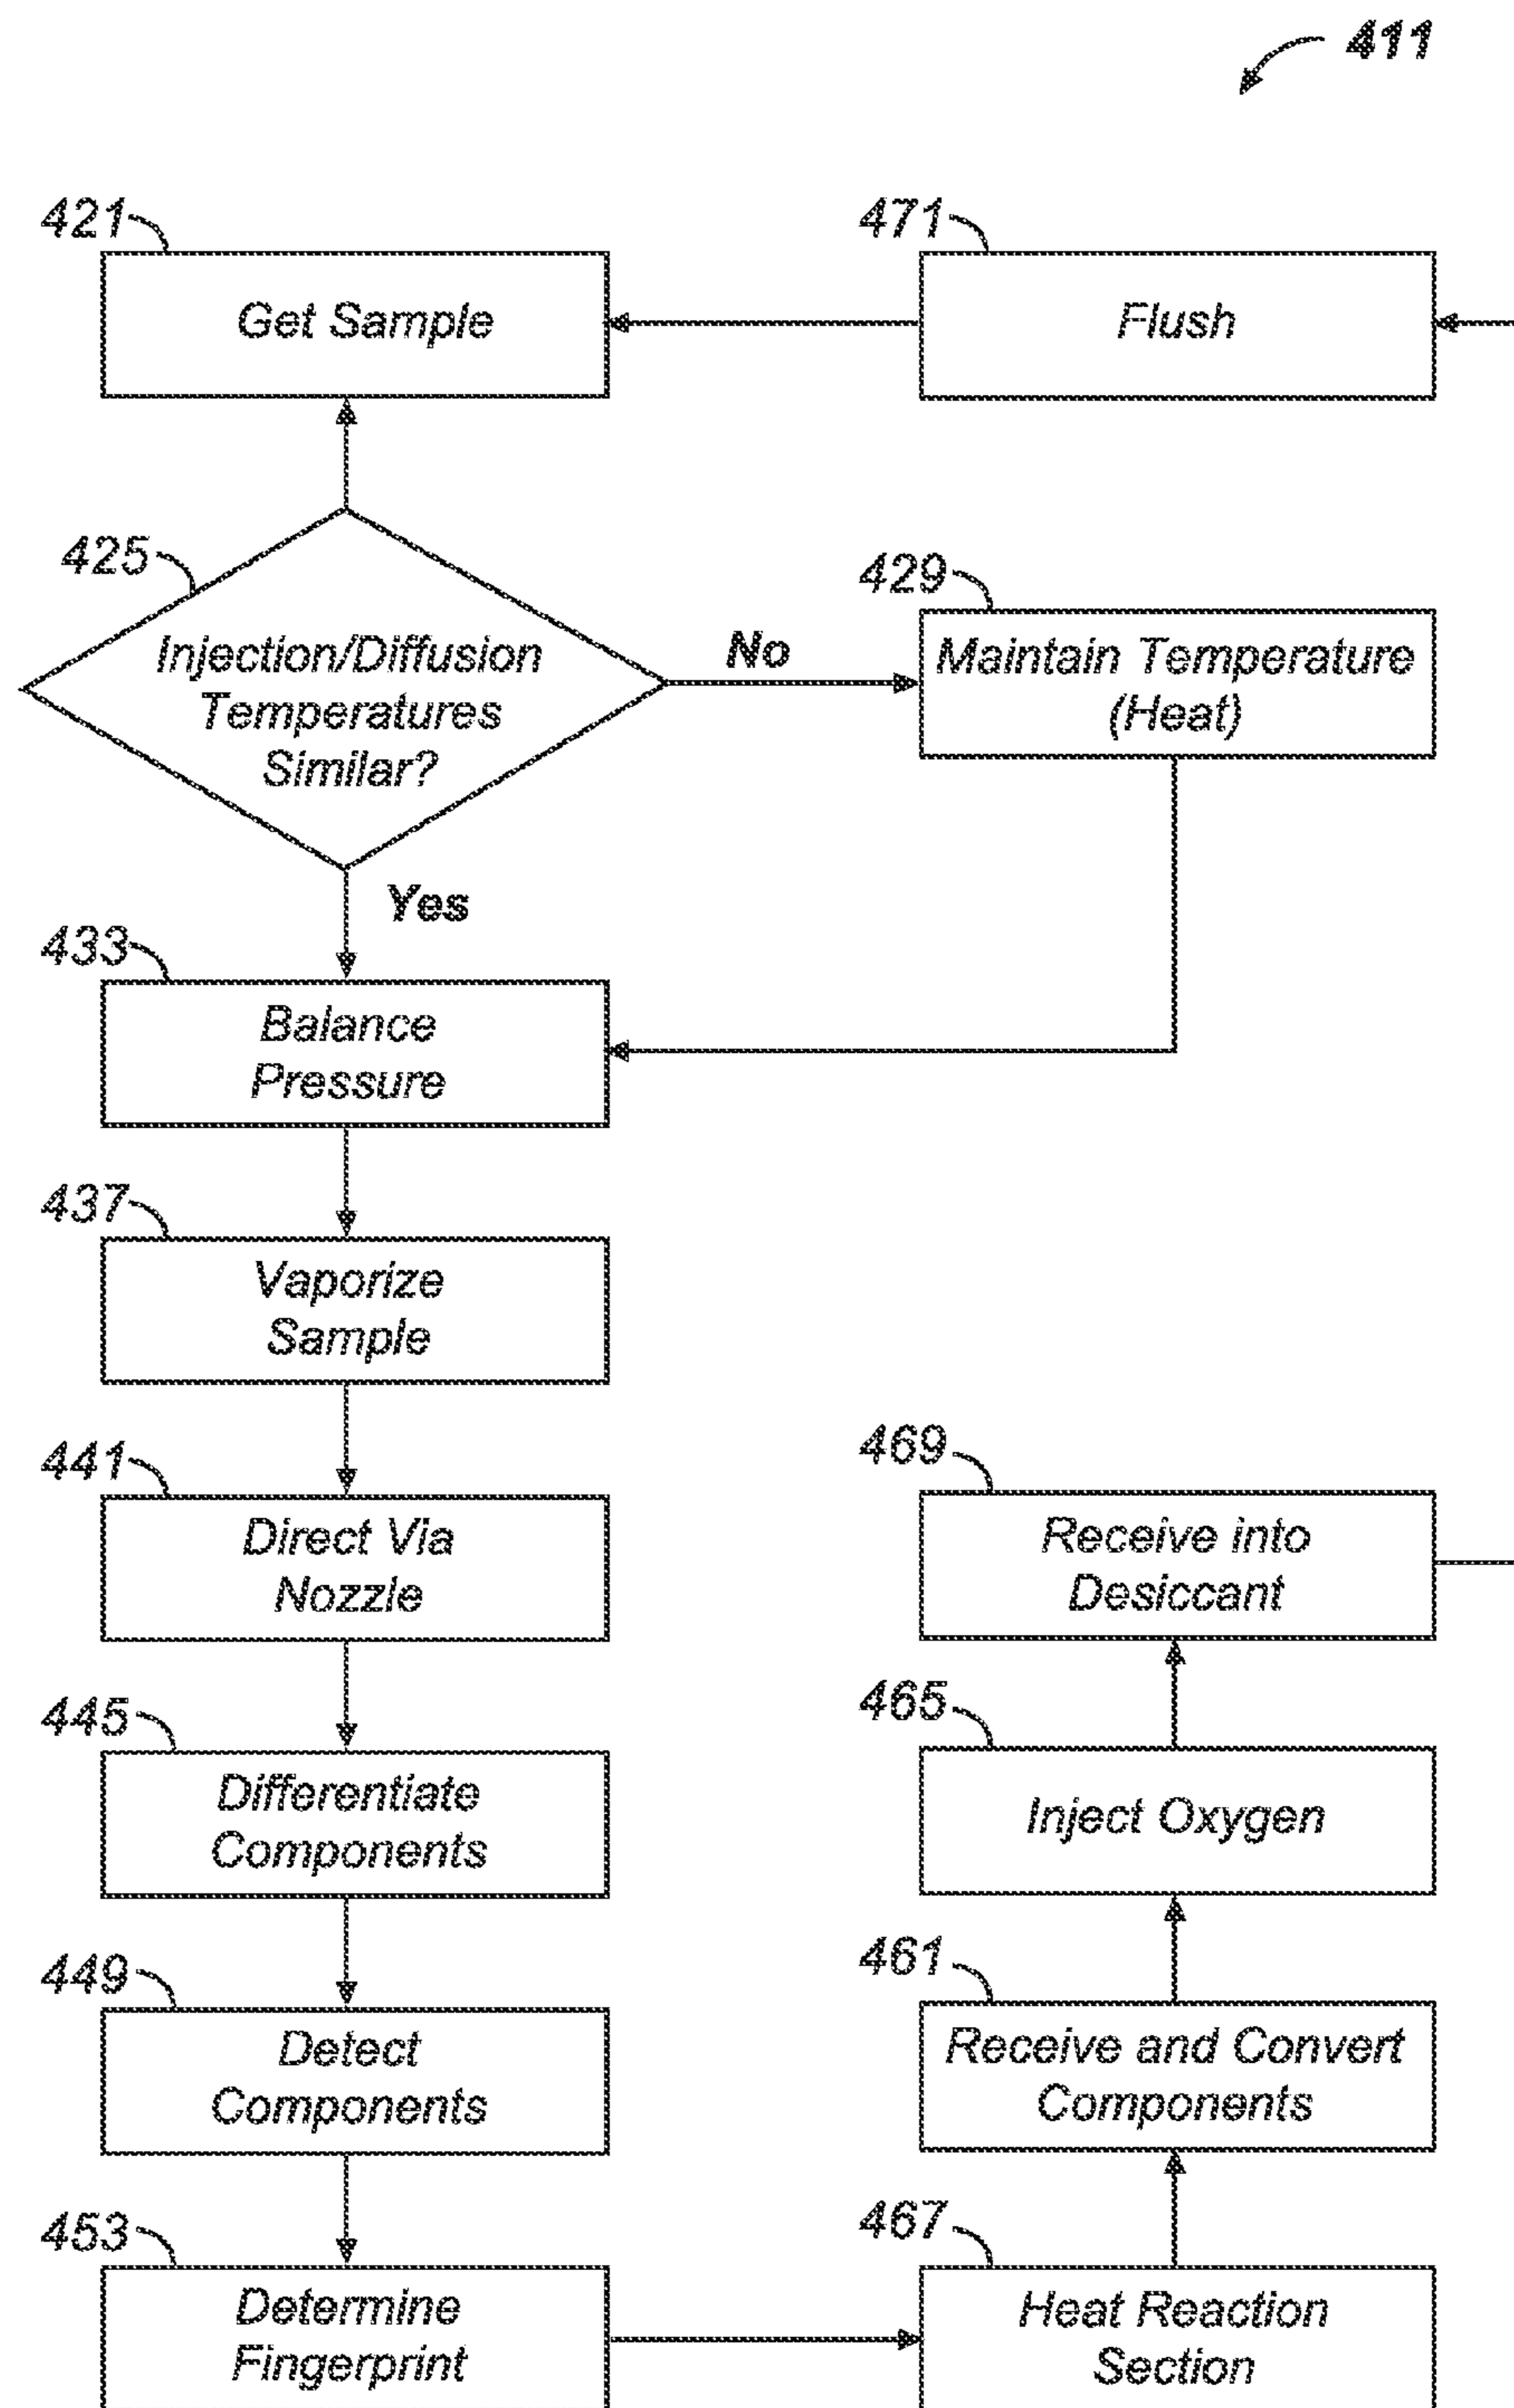 411
421
Get Sample
471
Flush
425
Injection/Diffusion
Temperatures
Similar?
No
429
Maintain Temperature
(Heat)
Yes
433
Balance
Pressure
437
Vaporize
Sample
441
Direct Via
Nozzle
469
Receive into
Desiccant
445
Differentiate
Components
465
Inject Oxygen
449
Detect
Components
461
Receive and Convert
Components
453
Determine
Fingerprint
467
Heat Reaction
Section